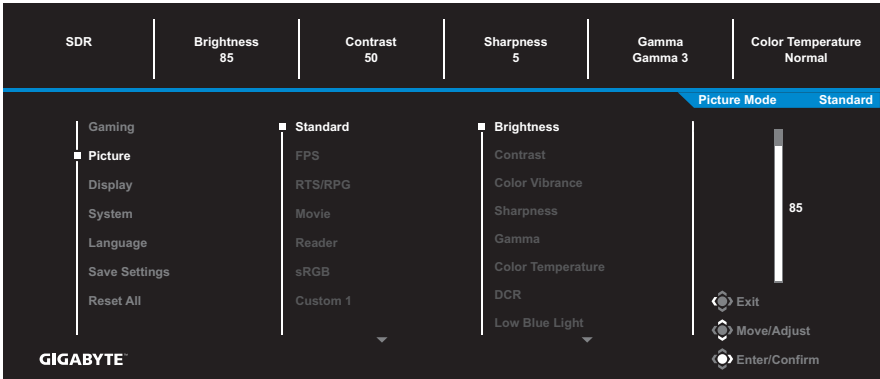 SDR
Brightness
85
Contrast
50
Sharpness
5
Gamma
Gamma 3
Color Temperature
Normal
Picture Mode Standard
Gaming
Picture
Display
System
Language
Save Settings
Reset All
Standard
FPS
RTS/RPG
Movie
Reader
sRGB
Custom 1
Brightness
Contrast
Color Vibrance
Sharpness
Gamma
Color Temperature
DCR
Low Blue Light
85
Exit
Move/Adjust
Enter/Confirm
GIGABYTE™